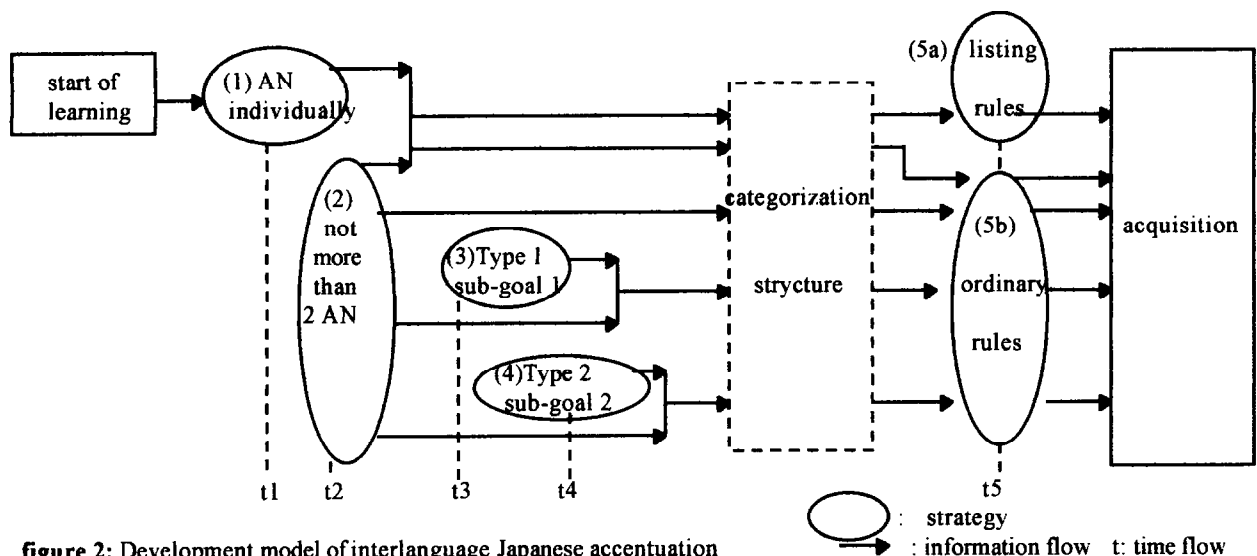 start of
learning
(1) AN
individually
(2)
not
more
than
2 AN
(3)Type 1
sub-goal 1
(4)Type 2
sub-goal 2
categorization
strycture
(5a) listing
rules
(5b)
ordinary
rules
acquisition
t1 t2 t3 t4 t5
: strategy
: information flow t: time flow
figure 2: Development model of interlanguage Japanese accentuation